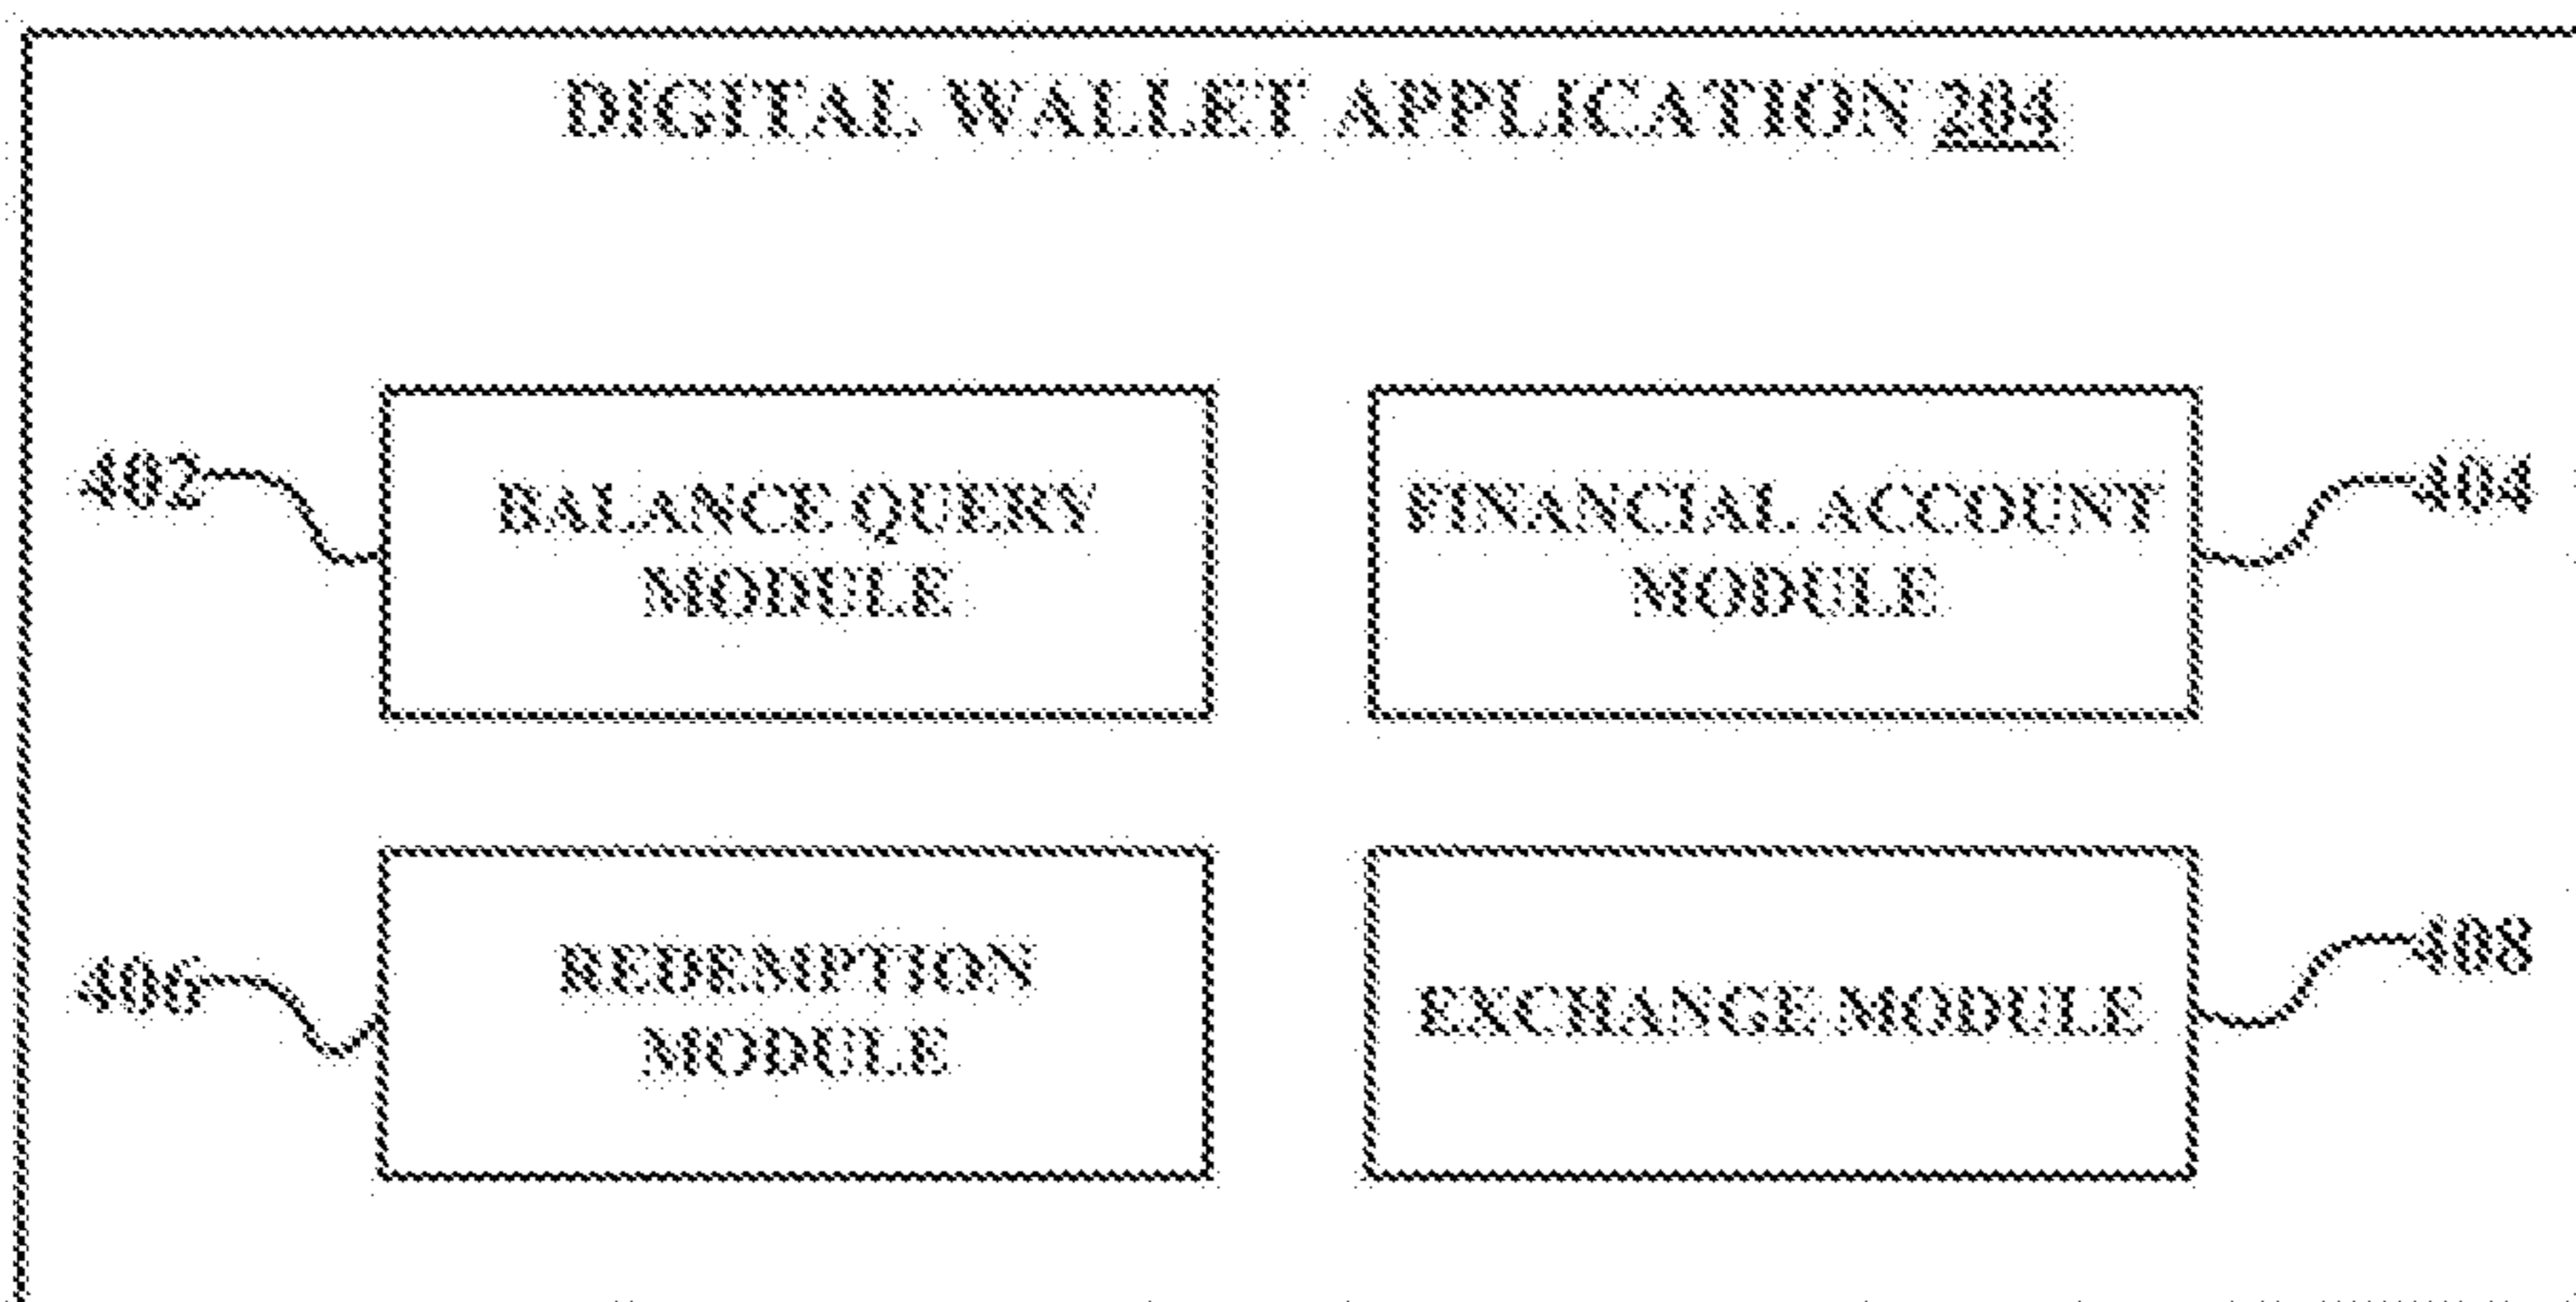 DIGITAL WALLET APPLICATION 204
402
BALANCE QUERY
MODULE
FINANCIAL ACCOUNT
MODULE
404
406
REDEMPTION
MODULE
EXCHANGE MODULE
408